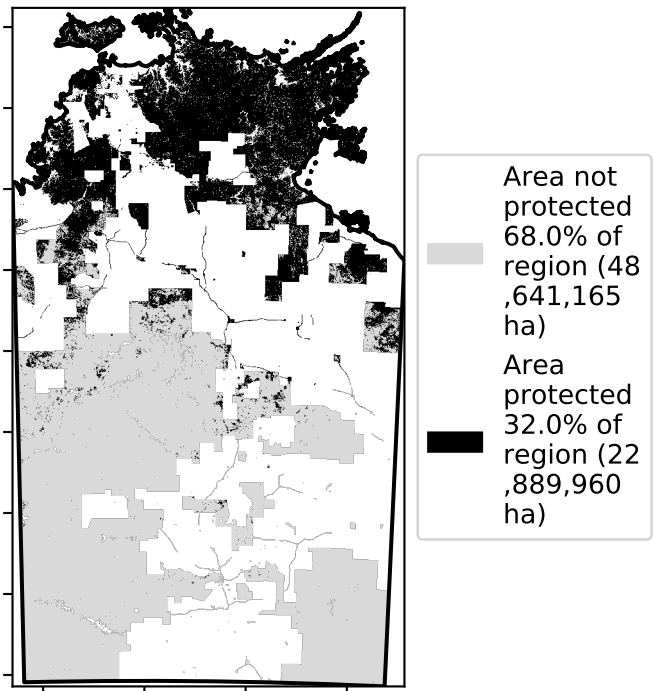 Area not
protected
68.0% of
region (48
,641,165
ha)
Area
protected
32.0% of
region (22
,889,960
ha)